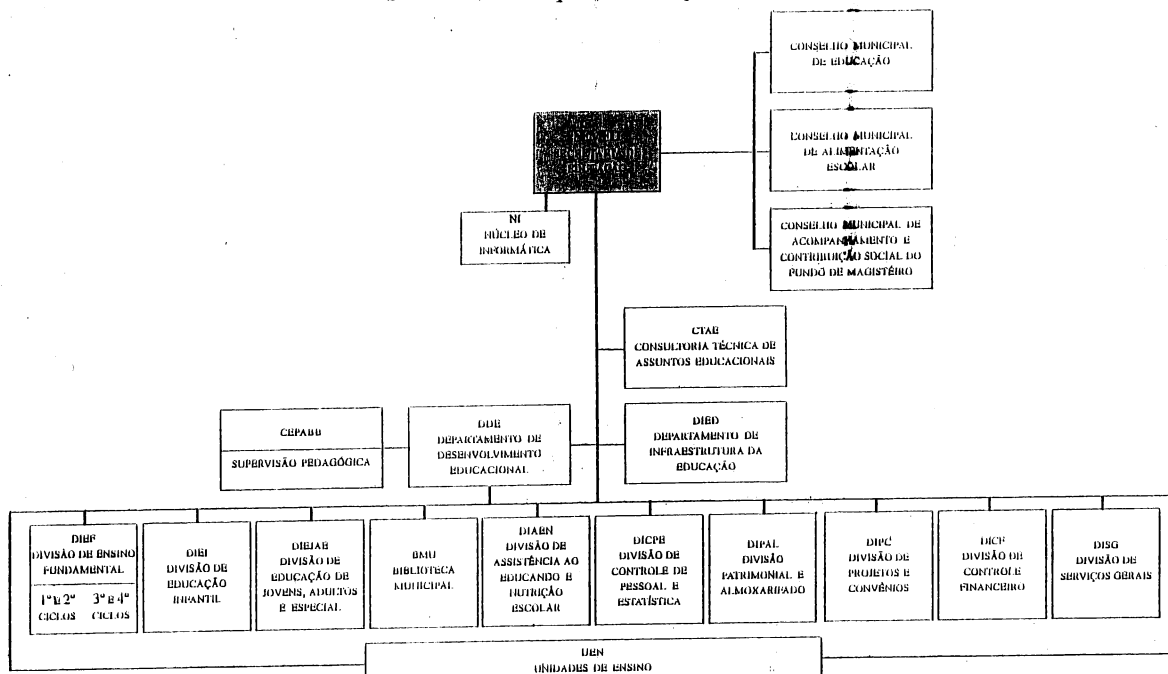 CONSELHO MUNICIPAL
DE EDUCAÇÃO
CONSELHO MUNICIPAL
DE ALIMENTAÇÃO
ESCOLAR
NI
NÚCLEO DE
INFORMÁTICA
CONSELHO MUNICIPAL DE
ACOMPANHAMENTO E
CONTRIBUIÇÃO SOCIAL DO
FUNDO DE MAGISTÉIRO
CTAE
CONSULTORIA TÉCNICA DE
ASSUNTOS EDUCACIONAIS
SUPERVISÃO PEDAGÓGICA
DDE
DEPARTAMENTO DE
DESENVOLVIMENTO
EDUCACIONAL
DIED
DEPARTAMENTO DE
INFRAESTRUTURA DA
EDUCAÇÃO
DIEF
DIVISÃO DE ENSINO
FUNDAMENTAL
1º E 2º 3º E 4º
CICLOS CICLOS
DIEI
DIVISÃO DE
EDUCAÇÃO
INFANTIL
DIEJAE
DIVISÃO DE
EDUCAÇÃO DE
JOVENS, ADULTOS
E ESPECIAL
BMU
BIBLIOTECA
MUNICIPAL
DIAEN
DIVISÃO DE
ASSISTÊNCIA AO
EDUCANDO E
NUTRIÇÃO
ESCOLAR
DICPE
DIVISÃO DE
CONTROLE DE
PESSOAL E
ESTATÍSTICA
DIPAL
DIVISÃO
PATRIMONIAL E
ALMOXARIFADO
DIPC
DIVISÃO DE
PROJETOS E
CONVÊNIOS
DICF
DIVISÃO DE
CONTROLE
FINANCEIRO
DISG
DIVISÃO DE
SERVIÇOS GERAIS
UEN
UNIDADES DE ENSINO